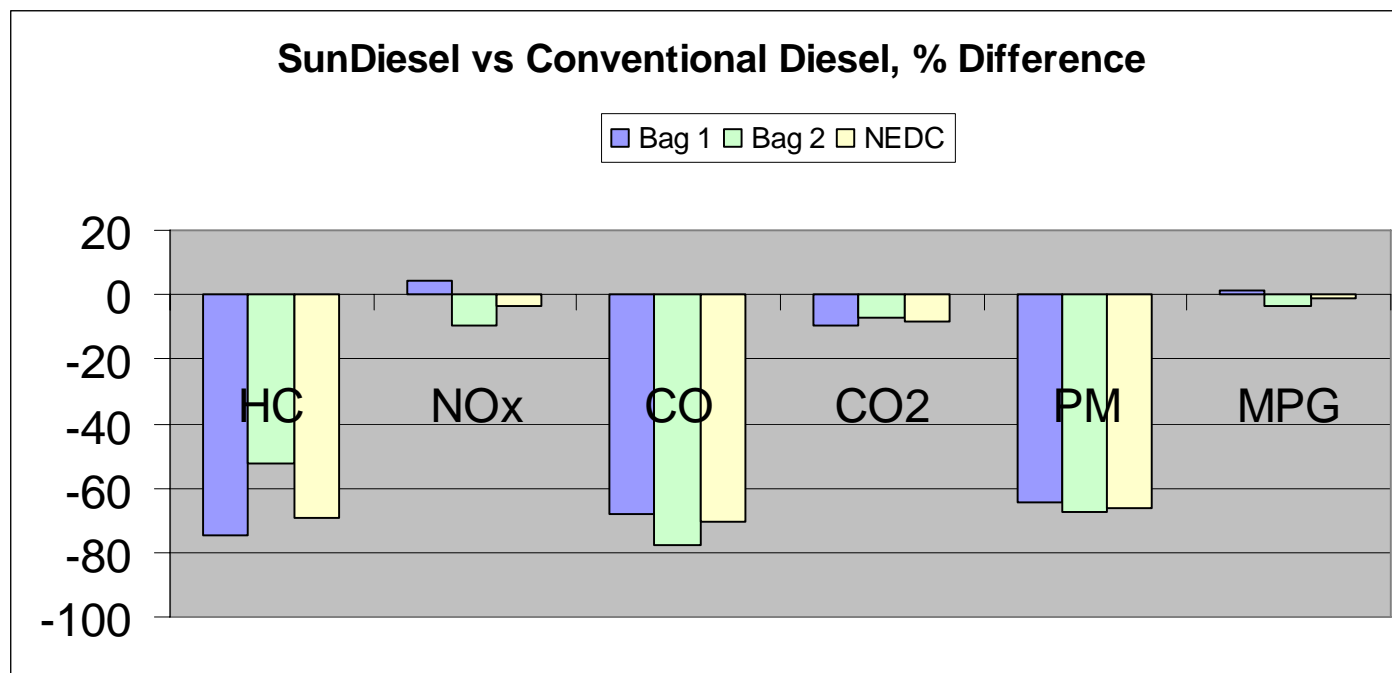 SunDiesel vs Conventional Diesel, % Difference
Bag 1 Bag 2 NEDC
20
0
-20
-40
-60
-80
-100
HC NOx CO CO2 PM MPG